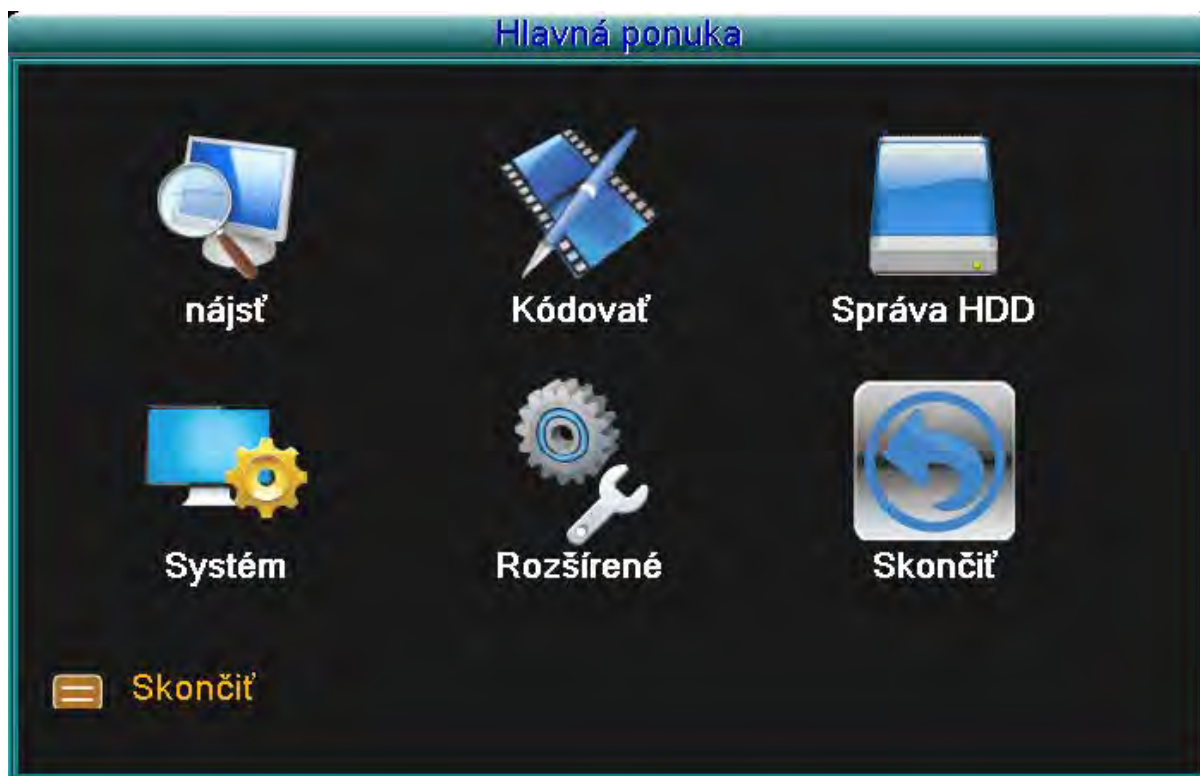 Hlavná ponuka
nájsť
Kódovať
Správa HDD
Systém
Rozšírené
Skončiť
Skončiť